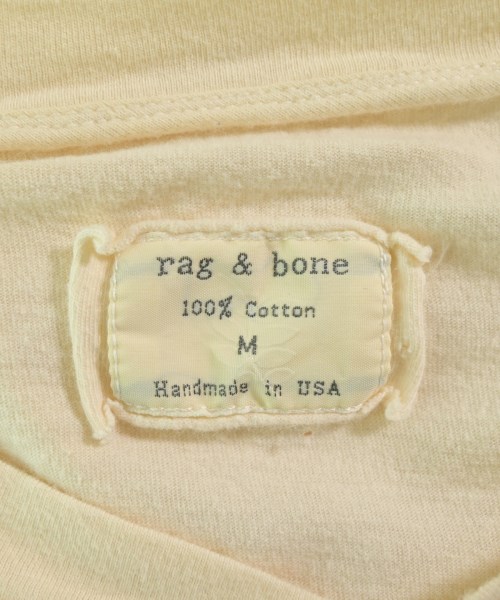 rag & bone
100% Cotton
M
Handmade in USA